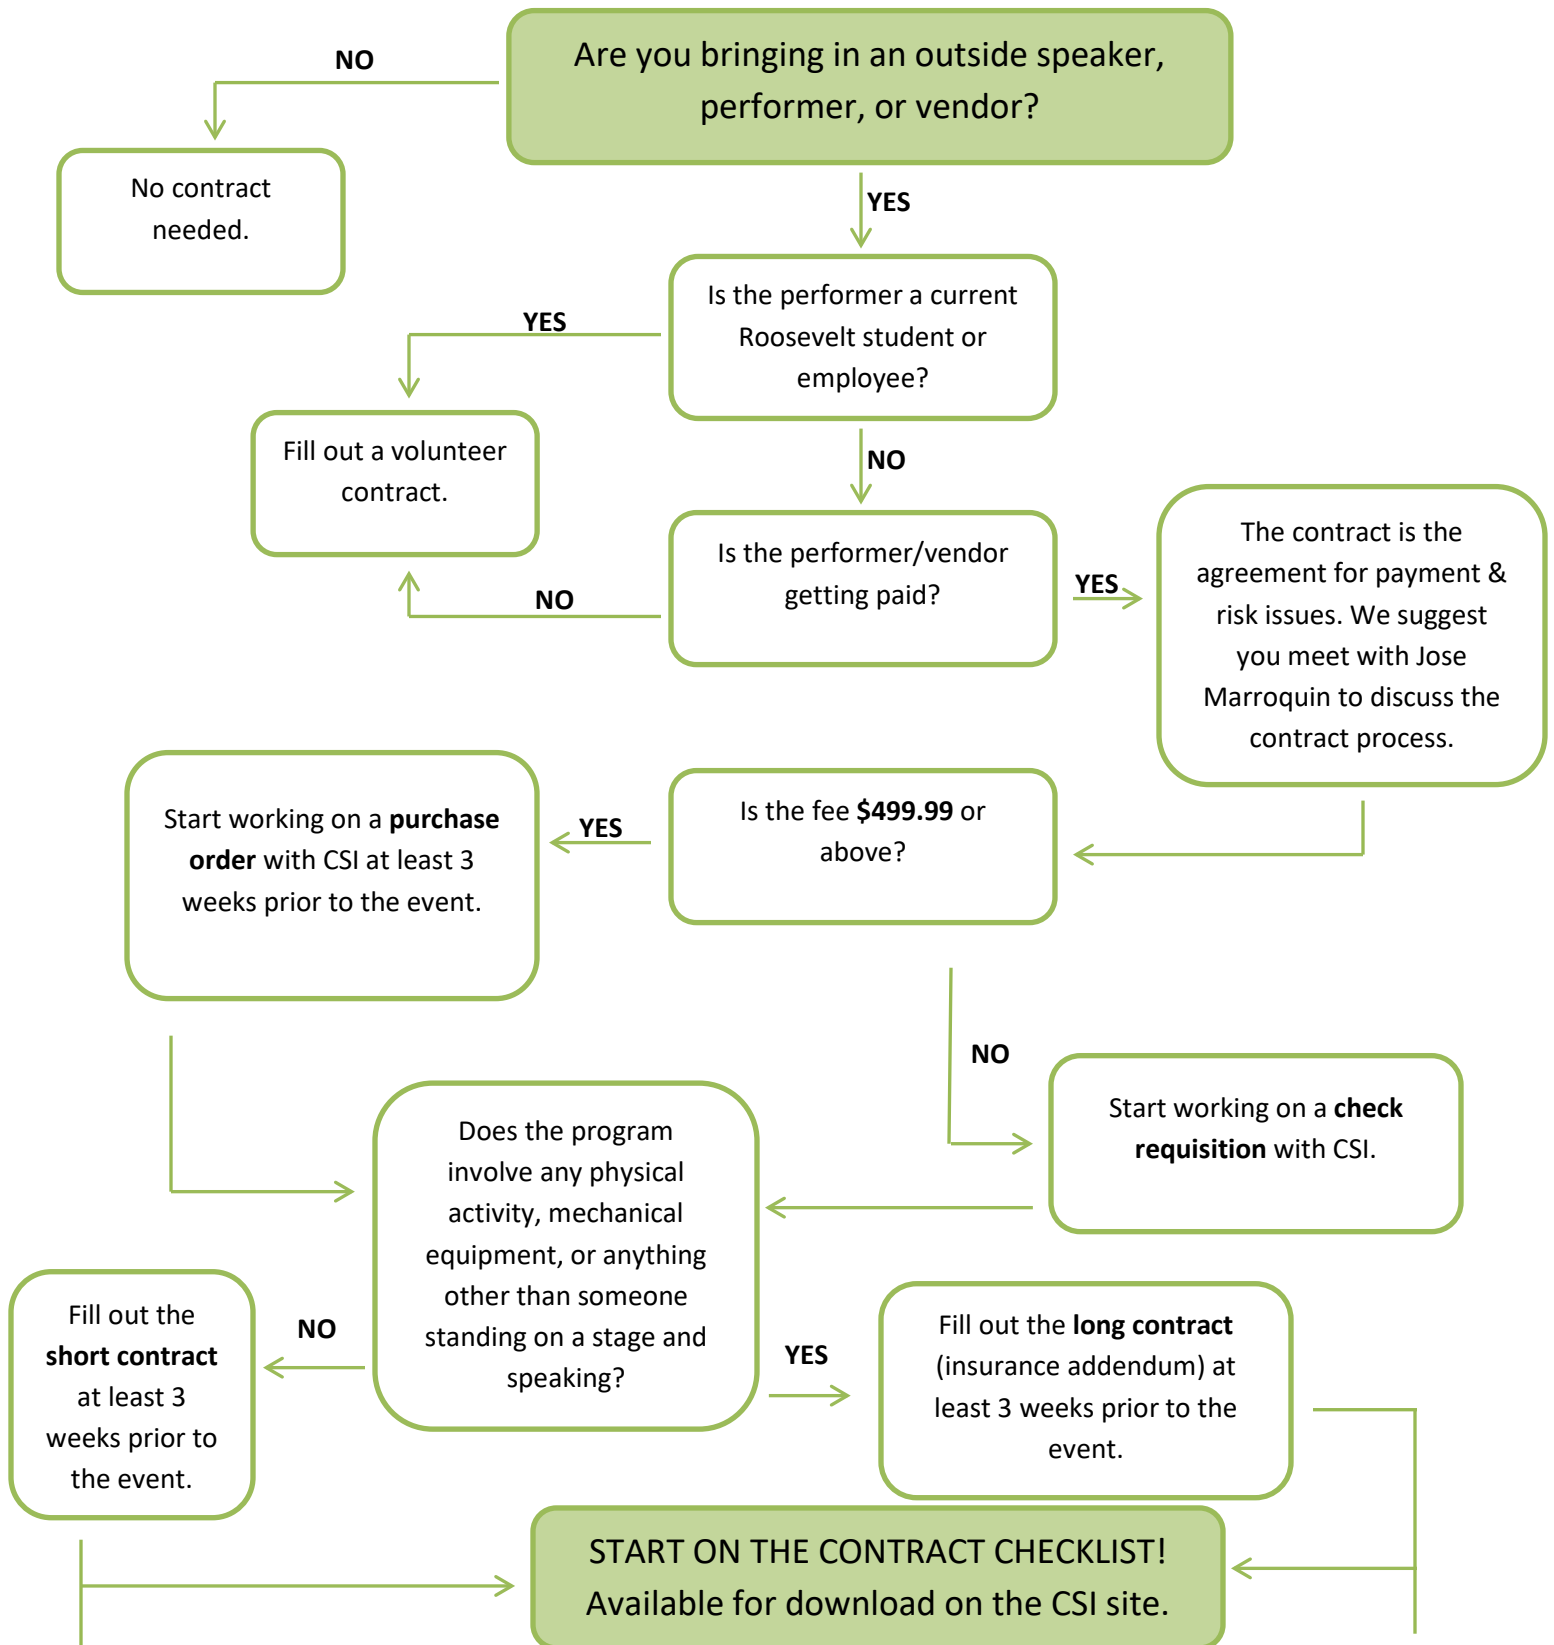 Are you bringing in an outside speaker,
performer, or vendor?
NO
No contract
needed.
YES
Is the performer a current
Roosevelt student or
employee?
YES
Fill out a volunteer
contract.
NO
Is the performer/vendor
getting paid?
NO
YES
The contract is the
agreement for payment &
risk issues. We suggest
you meet with Jose
Marroquin to discuss the
contract process.
Is the fee $499.99 or
above?
YES
Start working on a purchase
order with CSI at least 3
weeks prior to the event.
NO
Start working on a check
requisition with CSI.
Does the program
involve any physical
activity, mechanical
equipment, or anything
other than someone
standing on a stage and
speaking?
NO
Fill out the
short contract
at least 3
weeks prior to
the event.
YES
Fill out the long contract
(insurance addendum) at
least 3 weeks prior to the
event.
START ON THE CONTRACT CHECKLIST!
Available for download on the CSI site.